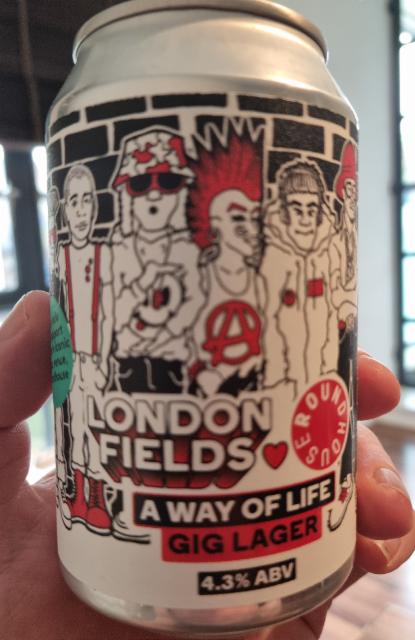 LONDON
FIELDS
ROUNDHOUSE
A WAY OF LIFE
GIG LAGER
4.3% ABV